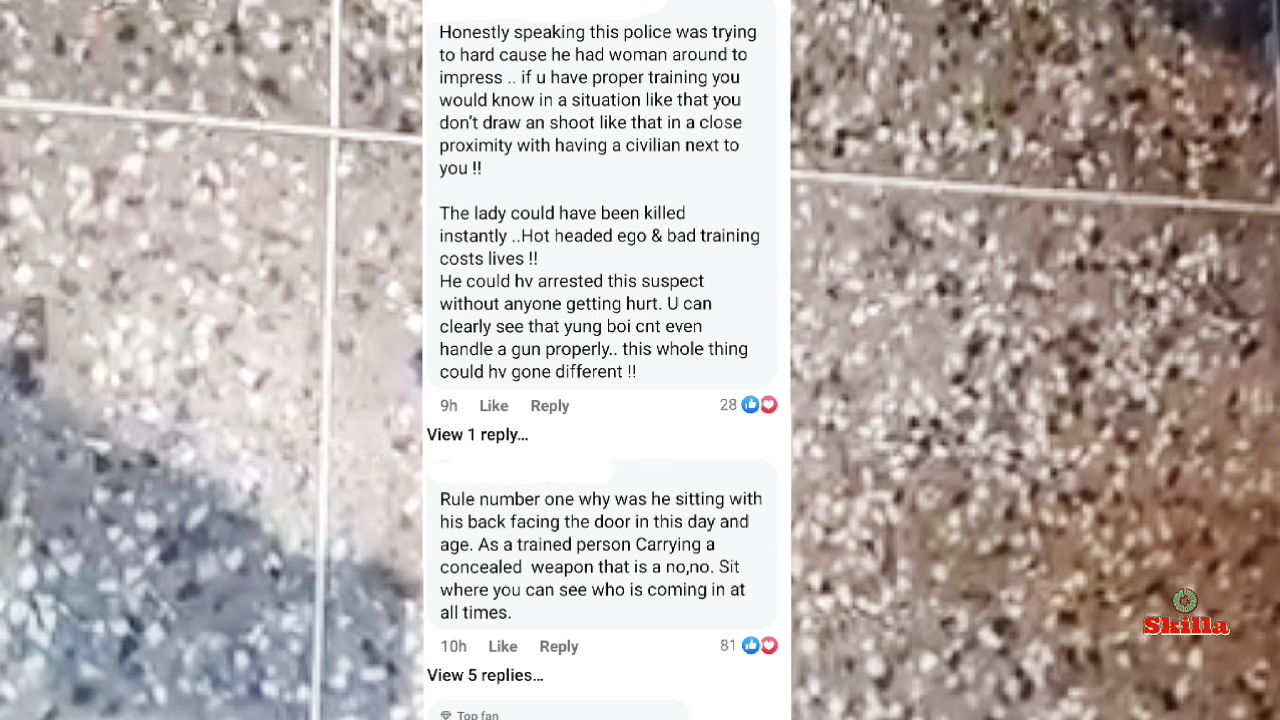 Honestly speaking this police was trying
to hard cause he had woman around to
impress .. if u have proper training you
would know in a situation like that you
don't draw an shoot like that in a close
proximity with having a civilian next to
you !!
The lady could have been killed
instantly ..Hot headed ego & bad training
costs lives !!
He could hv arrested this suspect
without anyone getting hurt. U can
clearly see that yung boi cnt even
handle a gun properly.. this whole thing
could hv gone different !!
9h Like Reply 28
View 1 reply...
Rule number one why was he sitting with
his back facing the door in this day and
age. As a trained person Carrying a
concealed weapon that is a no,no. Sit
where you can see who is coming in at
all times.
10h Like Reply 81
View 5 replies...
Top fan
Skilla